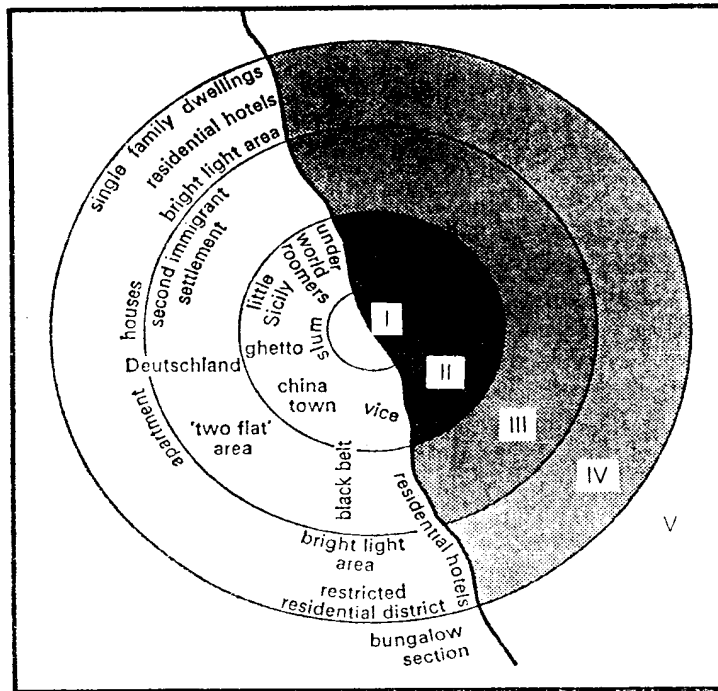 single family dwellings
residential hotels
bright light area
second immigrant
settlement
under
world
roomers
little
Sicily
slum
ghetto
china
town
vice
houses
Deutschland
apartment
'two flat'
area
black belt
bright light
area
residential hotels
restricted
residential district
bungalow
section
I
II
III
IV
V